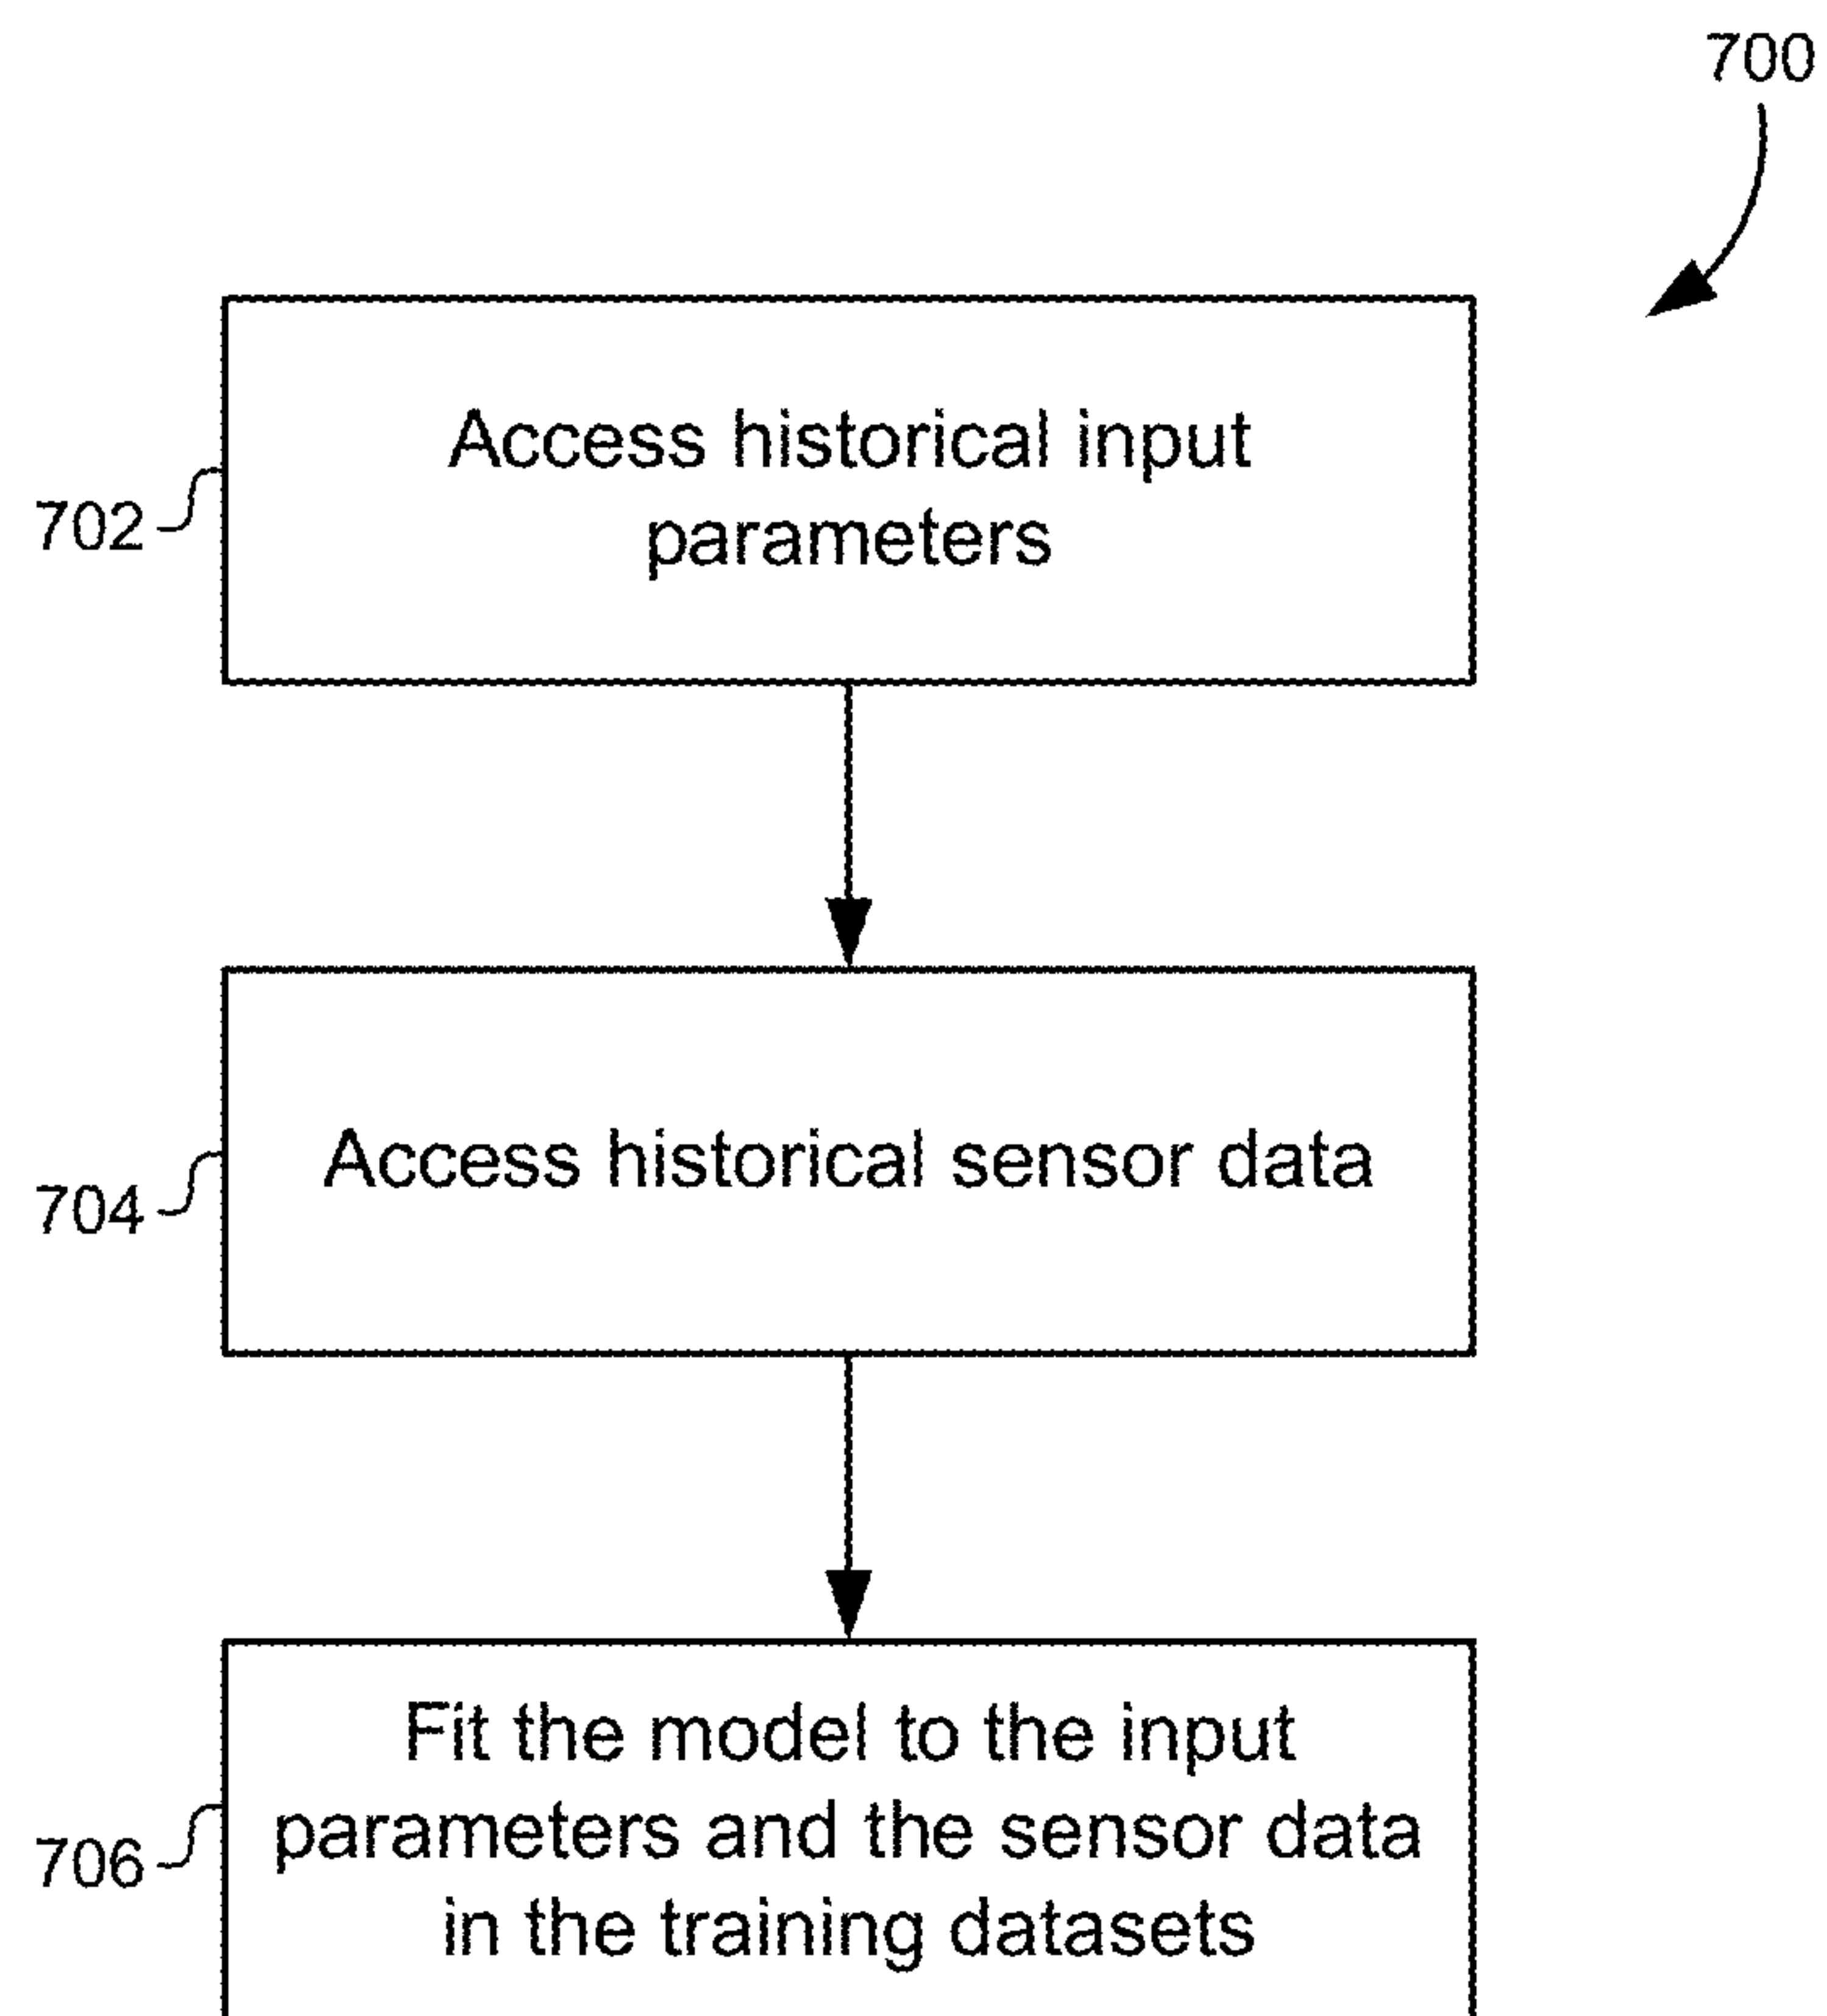 700
Access historical input
parameters
702
Access historical sensor data
704
Fit the model to the input
parameters and the sensor data
in the training datasets
706